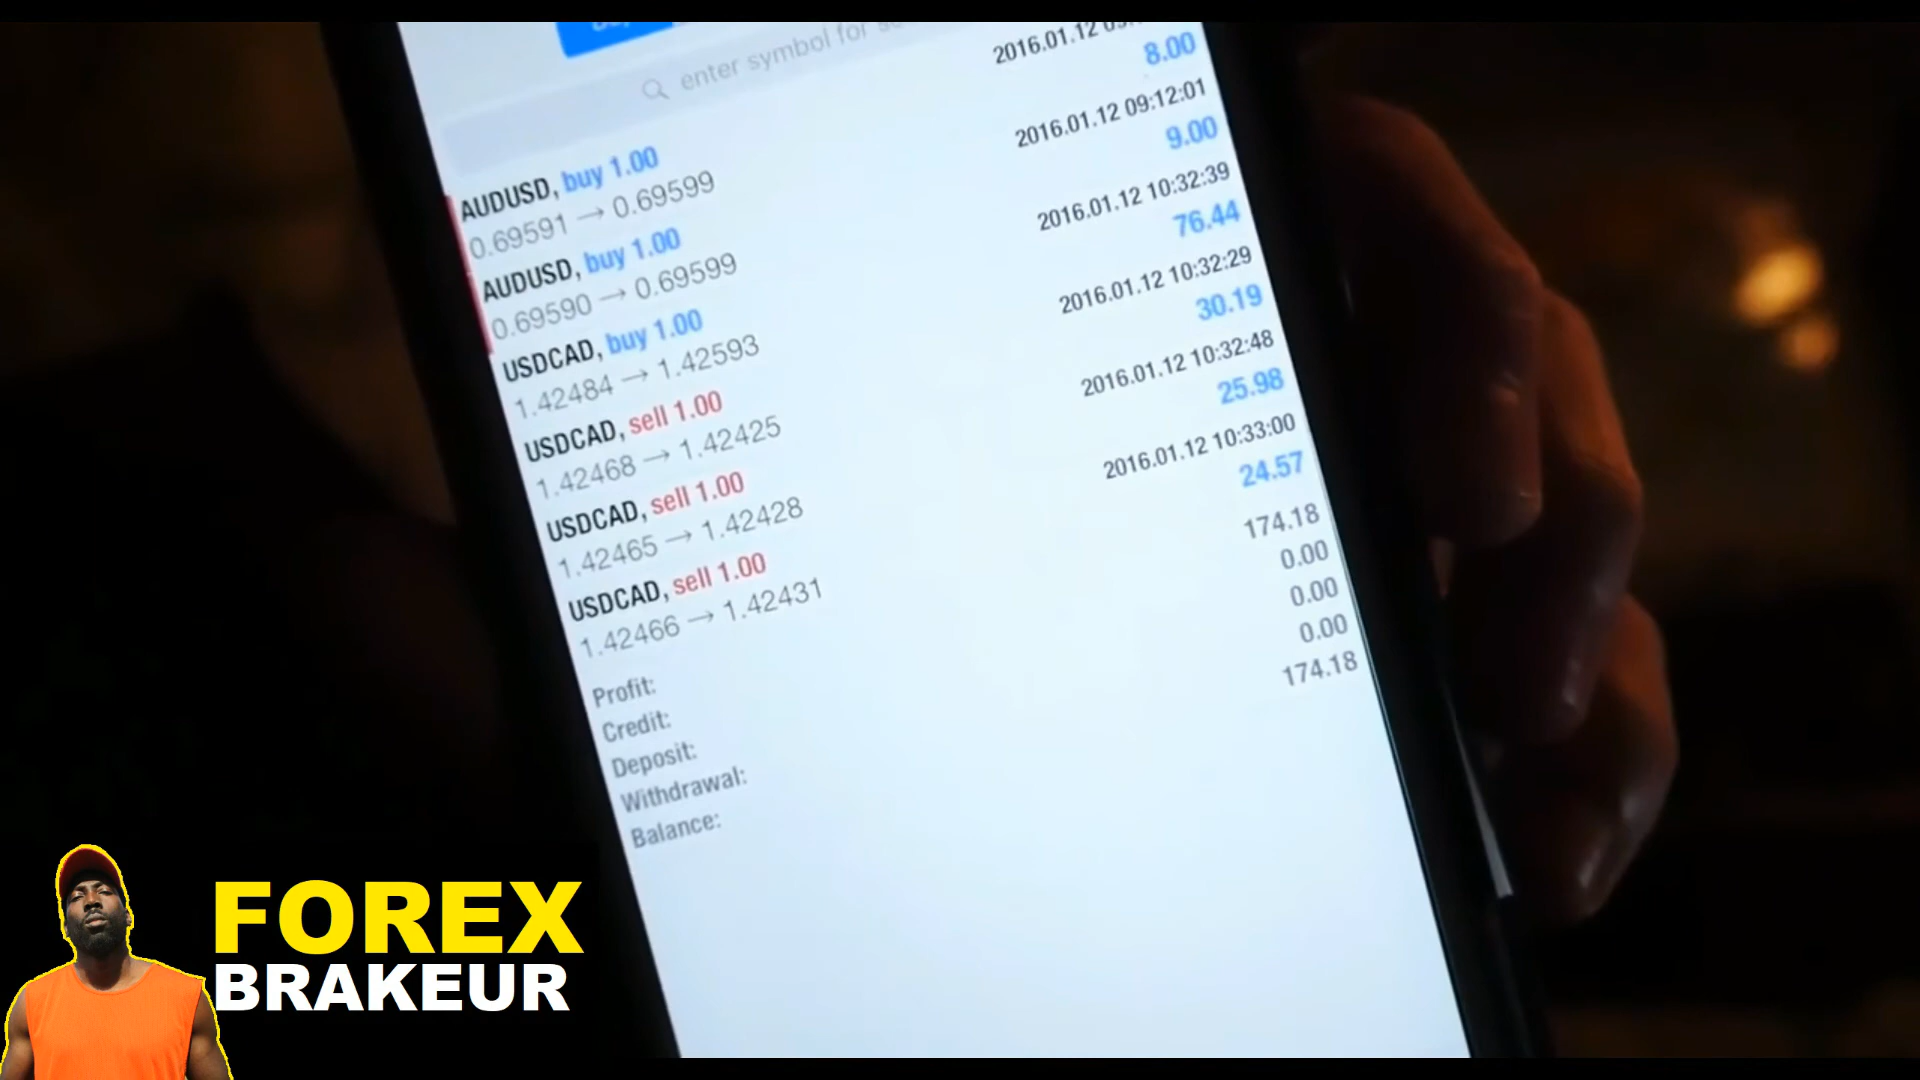 enter symbol for
2016.01.12
8.00
AUDUSD, buy 1.00
2016.01.12 09:12:01
0.69591 → 0.69599
9.00
AUDUSD, buy 1.00
2016.01.12 10:32:39
0.69590 → 0.69599
76.44
USDCAD, buy 1.00
2016.01.12 10:32:29
1.42484 → 1.42593
30.19
USDCAD, sell 1.00
2016.01.12 10:32:48
1.42468 → 1.42425
25.98
USDCAD, sell 1.00
2016.01.12 10:33:00
1.42465 → 1.42428
24.57
USDCAD, sell 1.00
1.42466 → 1.42431
Profit: 174.18
Credit: 0.00
Deposit: 0.00
Withdrawal: 0.00
Balance: 174.18
FOREX
BRAKEUR